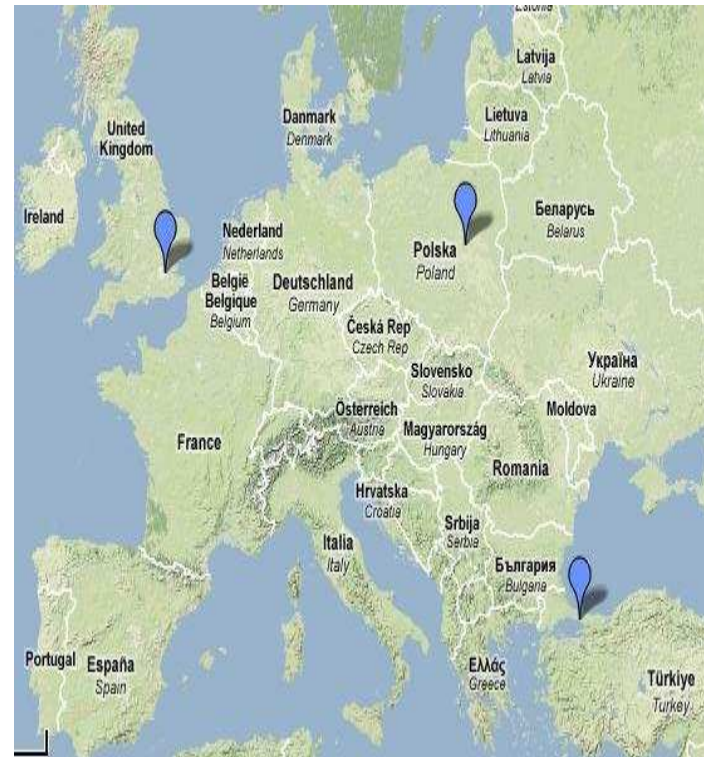 Estonia
Latvija
Latvia
Lietuva
Lithuania
Danmark
Denmark
United
Kingdom
Ireland
Беларусь
Belarus
Nederland
Netherlands
Polska
Poland
België
Belgique
Belgium
Deutschland
Germany
Česká Rep
Czech Rep
Slovensko
Slovakia
Україна
Ukraine
Österreich
Austria
Magyarország
Hungary
Moldova
France
Romania
Hrvatska
Croatia
Srbija
Serbia
Italia
Italy
България
Bulgaria
Portugal
España
Spain
Ελλάς
Greece
Türkiye
Turkey